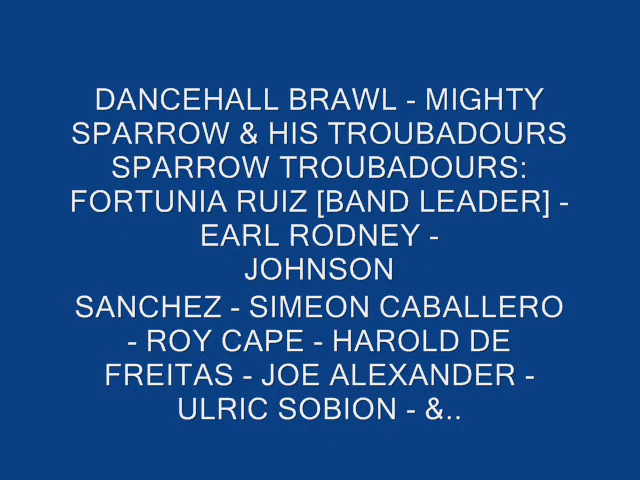 DANCEHALL BRAWL - MIGHTY
SPARROW & HIS TROUBADOURS
SPARROW TROUBADOURS:
FORTUNIA RUIZ [BAND LEADER] -
EARL RODNEY -
JOHNSON
SANCHEZ - SIMEON CABALLERO
- ROY CAPE - HAROLD DE
FREITAS - JOE ALEXANDER -
ULRIC SOBION - &..